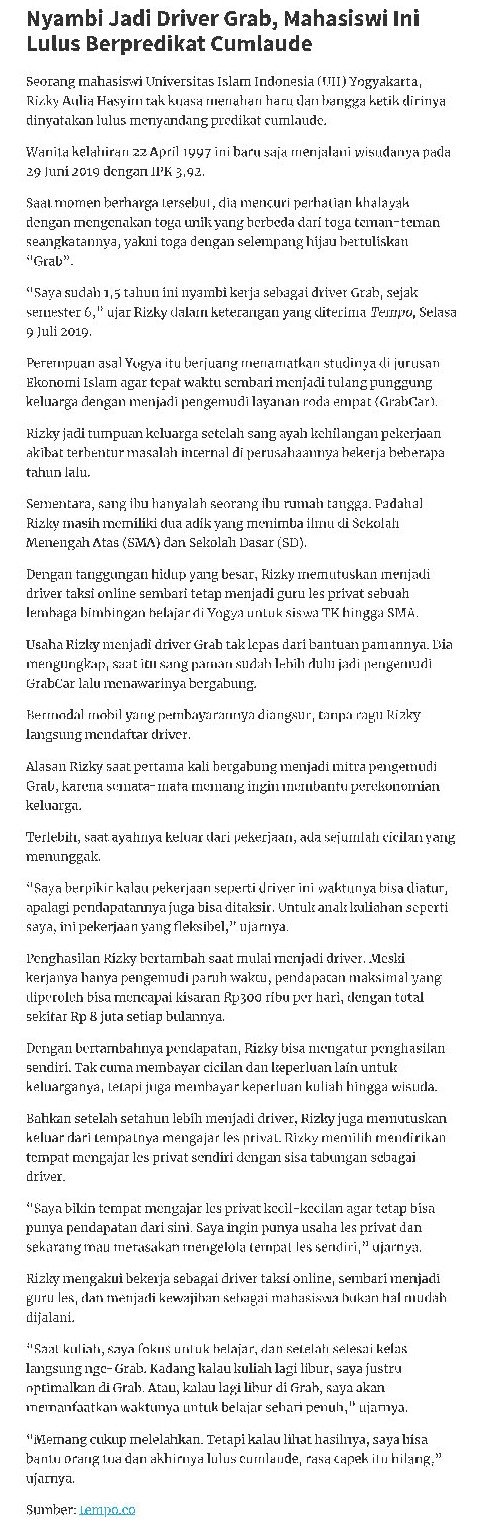 Nyambi Jadi Driver Grab, Mahasiswi Ini
Lulus Berpredikat Cumlaude
Seorang mahasiswi Universitas Islam Indonesia (UII) Yogyakarta,
Rizky Aulia Hasyim tak kuasa menahan haru dan bangga ketik dirinya
dinyatakan lulus menyandang predikat cumlaude.
Wanita kelahiran 22 April 1997 ini baru saja menjalani wisudanya pada
29 Juni 2019 dengan IPK 3,92.
Saat momen berharga tersebut, dia mencuri perhatian khalayak
dengan mengenakan toga unik yang berbeda dari toga teman-teman
seangkatannya, yakni toga dengan selempang hijau bertuliskan
“Grab”.
“Saya sudah 1,5 tahun ini nyambi kerja sebagai driver Grab, sejak
semester 6,” ujar Rizky dalam keterangan yang diterima Tempo, Selasa
9 Juli 2019.
Perempuan asal Yogya itu berjuang menamatkan studinya di jurusan
Ekonomi Islam agar tepat waktu sembari menjadi tulang punggung
keluarga dengan menjadi pengemudi layanan roda empat (GrabCar).
Rizky jadi tumpuan keluarga setelah sang ayah kehilangan pekerjaan
akibat terbentur masalah internal di perusahaannya bekerja beberapa
tahun lalu.
Sementara, sang ibu hanyalah seorang ibu rumah tangga. Padahal
Rizky masih memiliki dua adik yang menimba ilmu di Sekolah
Menengah Atas (SMA) dan Sekolah Dasar (SD).
Dengan tanggungan hidup yang besar, Rizky memutuskan menjadi
driver taksi online sembari tetap menjadi guru les privat sebuah
lembaga bimbingan belajar di Yogya untuk siswa TK hingga SMA.
Usaha Rizky menjadi driver Grab tak lepas dari bantuan pamannya. Dia
mengungkap, saat itu sang paman sudah lebih dulu jadi pengemudi
GrabCar lalu menawarinya bergabung.
Bermodal mobil yang pembayarannya diangsur, tanpa ragu Rizky
langsung mendaftar driver.
Alasan Rizky saat pertama kali bergabung menjadi mitra pengemudi
Grab, karena semata-mata memang ingin membantu perekonomian
keluarga.
Terlebih, saat ayahnya keluar dari pekerjaan, ada sejumlah cicilan yang
menunggak.
“Saya berpikir kalau pekerjaan seperti driver ini waktunya bisa diatur,
apalagi pendapatannya juga bisa ditaksir. Untuk anak kuliahan seperti
saya, ini pekerjaan yang fleksibel,” ujarnya.
Penghasilan Rizky bertambah saat mulai menjadi driver. Meski
kerjanya hanya pengemudi paruh waktu, pendapatan maksimal yang
diperoleh bisa mencapai kisaran Rp300 ribu per hari, dengan total
sekitar Rp 8 juta setiap bulannya.
Dengan bertambahnya pendapatan, Rizky bisa mengatur penghasilan
sendiri. Tak cuma membayar cicilan dan keperluan lain untuk
keluarganya, tetapi juga membayar keperluan kuliah hingga wisuda.
Bahkan setelah setahun lebih menjadi driver, Rizky juga memutuskan
keluar dari tempatnya mengajar les privat. Rizky memilih mendirikan
tempat mengajar les privat sendiri dengan sisa tabungan sebagai
driver.
“Saya bikin tempat mengajar les privat kecil-kecilan agar tetap bisa
punya pendapatan dari sini. Saya ingin punya usaha les privat dan
sekarang mau merasakan mengelola tempat les sendiri,” ujarnya.
Rizky mengakui bekerja sebagai driver taksi online, sembari menjadi
guru les, dan menjadi kewajiban sebagai mahasiswa bukan hal mudah
dijalani.
“Saat kuliah, saya fokus untuk belajar, dan setelah selesai kelas
langsung nge-Grab. Kadang kalau kuliah lagi libur, saya justru
optimalkan di Grab. Atau, kalau lagi libur di Grab, saya akan
memanfaatkan waktunya untuk belajar sehari penuh,” ujarnya.
“Memang cukup melelahkan. Tetapi kalau lihat hasilnya, saya bisa
bantu orang tua dan akhirnya lulus cumlaude, rasa capek itu hilang,”
ujarnya.
Sumber: tempo.co